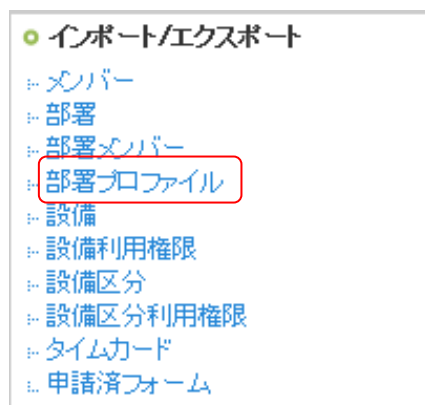 インポート/エクスポート
メンバー
部署
部署メンバー
部署プロファイル
設備
設備利用権限
設備区分
設備区分利用権限
タイムカード
申請済フォーム